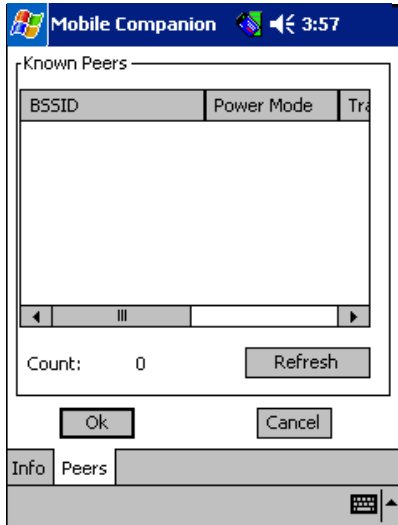 Mobile Companion 3:57
Known Peers
BSSID Power Mode Tra
Count: 0 Refresh
Ok Cancel
Info Peers